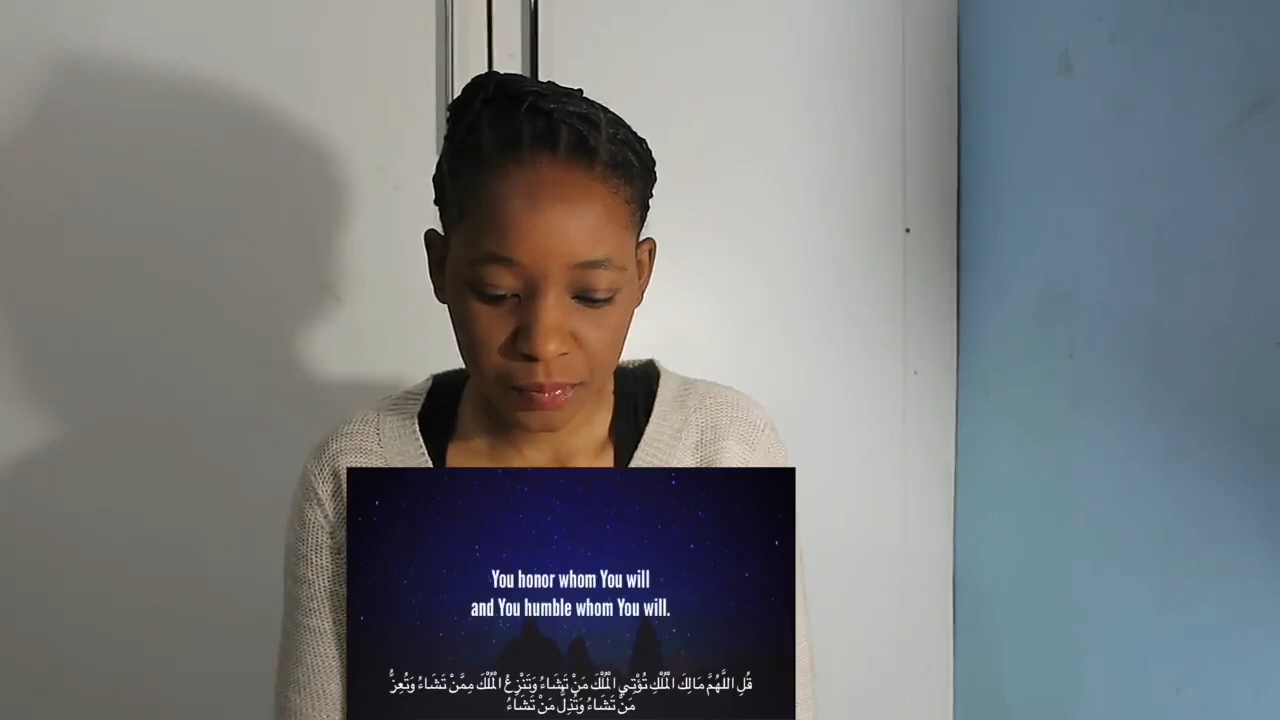 You honor whom You will
and You humble whom You will.
قُلِ اللَّهُمَّ مَالِكَ الْمُلْكِ تُؤْتِي الْمُلْكَ مَنْ تَشَاءُ وَتَنْزِعُ الْمُلْكَ مِمَّنْ تَشَاءُ وَتُعِزُّ
مَنْ تَشَاءُ وَتُذِلُّ مَنْ تَشَاءُ